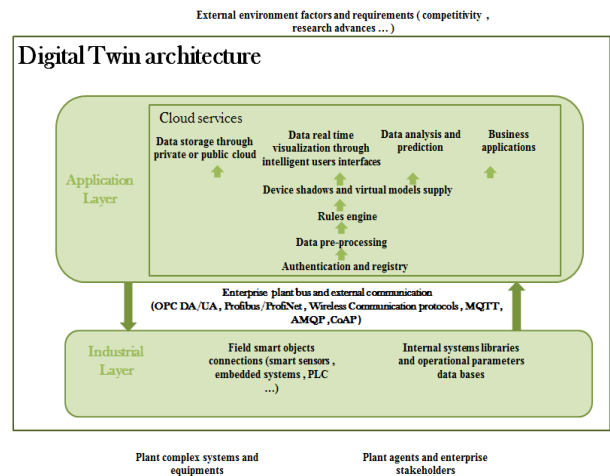 External environment factors and requirements ( competitivity ,
research advances ... )
Digital Twin architecture
Cloud services
Data storage through
private or public cloud
Data real time
visualization through
intelligent users interfaces
Data analysis and
prediction
Business
applications
Application
Layer
Device shadows and virtual models supply
Rules engine
Data pre-processing
Authentication and registry
Enterprise plant bus and external communication
(OPC DA/UA , Profibus/ProfiNet , Wireless Communication protocols , MQTT,
AMQP ,CoAP )
Industrial
Layer
Field smart objects
connections (smart sensors ,
embedded systems , PLC
...)
Internal systems libraries
and operational parameters
data bases
Plant complex systems and
equipments
Plant agents and enterprise
stakeholders